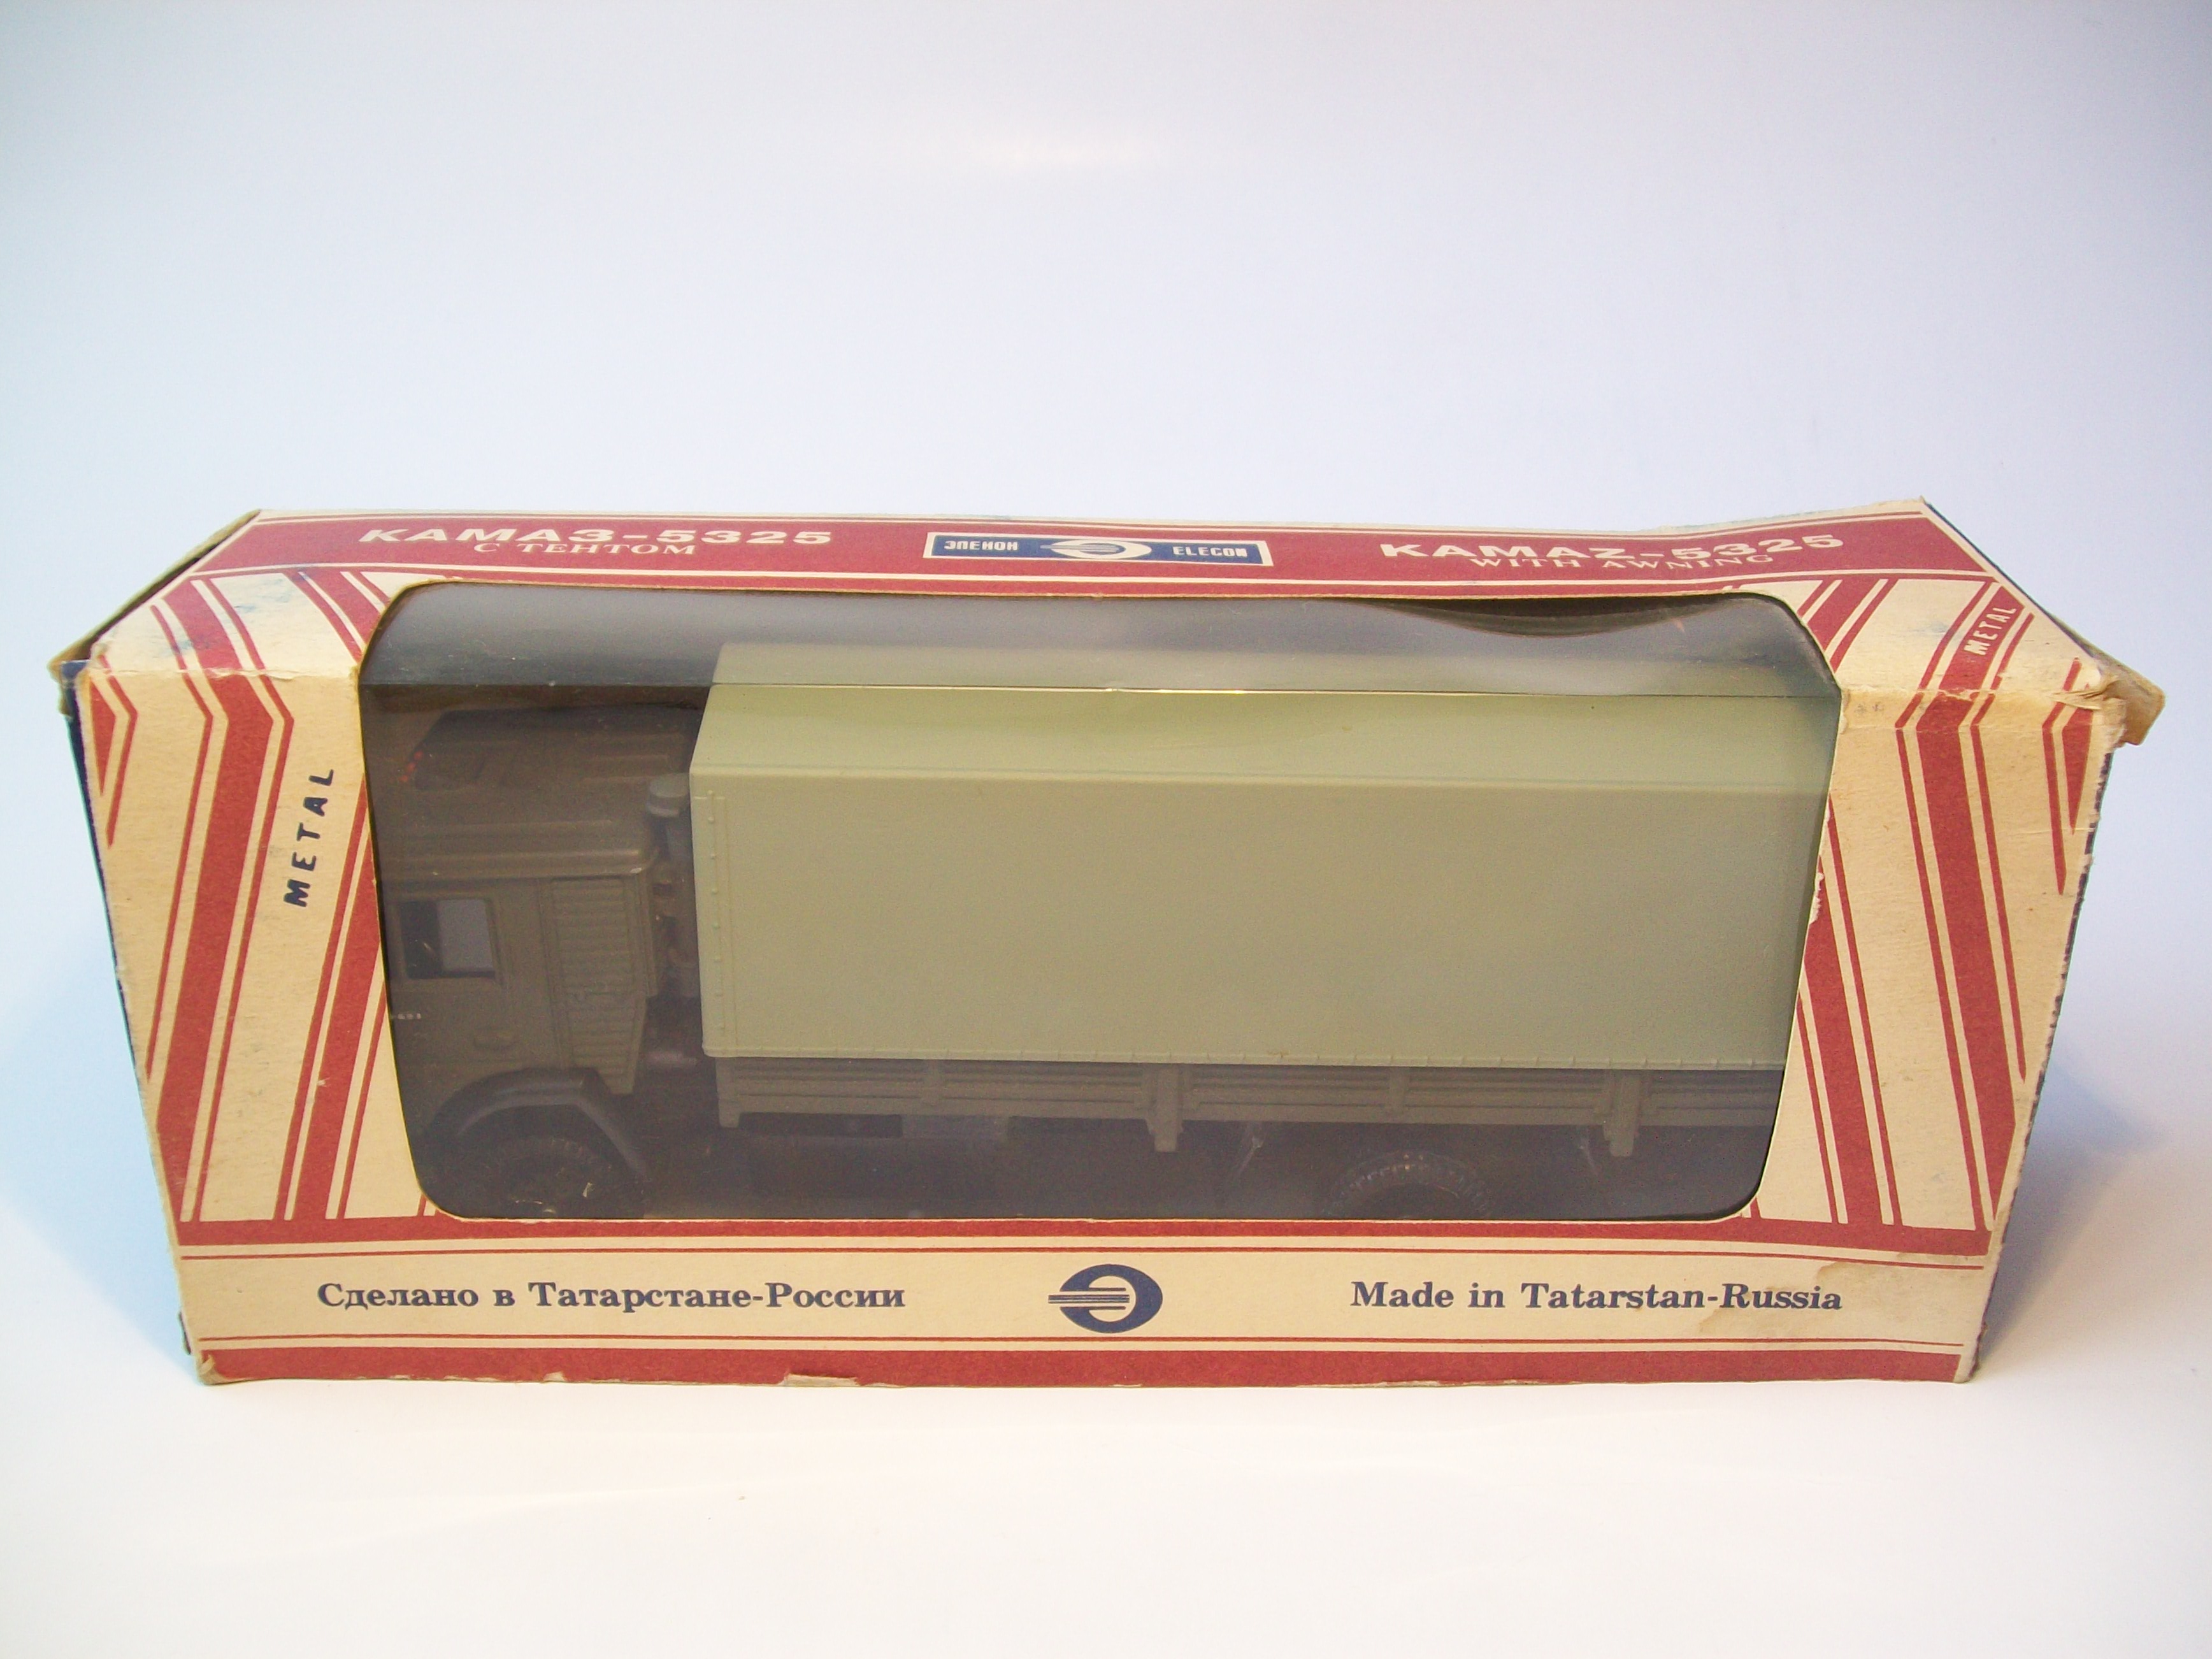 КАМАЗ-5325
С ТЕНТОМ
ЭЛЕКОН
ELECON
KAMAZ-5325
WITH AWNING
METAL
METAL
Сделано в Татарстане-России
Made in Tatarstan-Russia